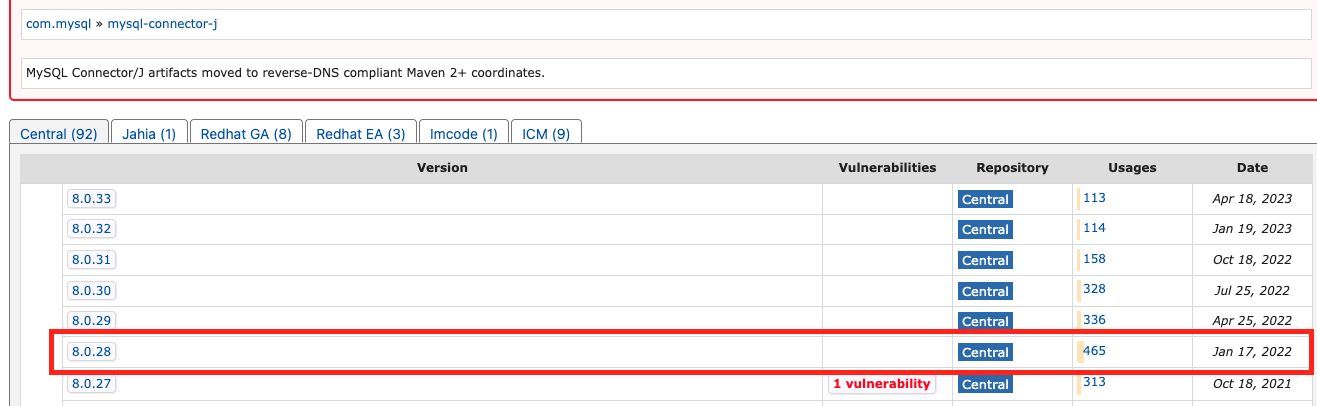 com.mysql » mysql-connector-j
MySQL Connector/J artifacts moved to reverse-DNS compliant Maven 2+ coordinates.
Central (92) Jahia (1) Redhat GA (8) Redhat EA (3) Imcode (1) ICM (9)
Version Vulnerabilities Repository Usages Date
8.0.33 Central 113 Apr 18, 2023
8.0.32 Central 114 Jan 19, 2023
8.0.31 Central 158 Oct 18, 2022
8.0.30 Central 328 Jul 25, 2022
8.0.29 Central 336 Apr 25, 2022
8.0.28 Central 465 Jan 17, 2022
8.0.27 1 vulnerability Central 313 Oct 18, 2021